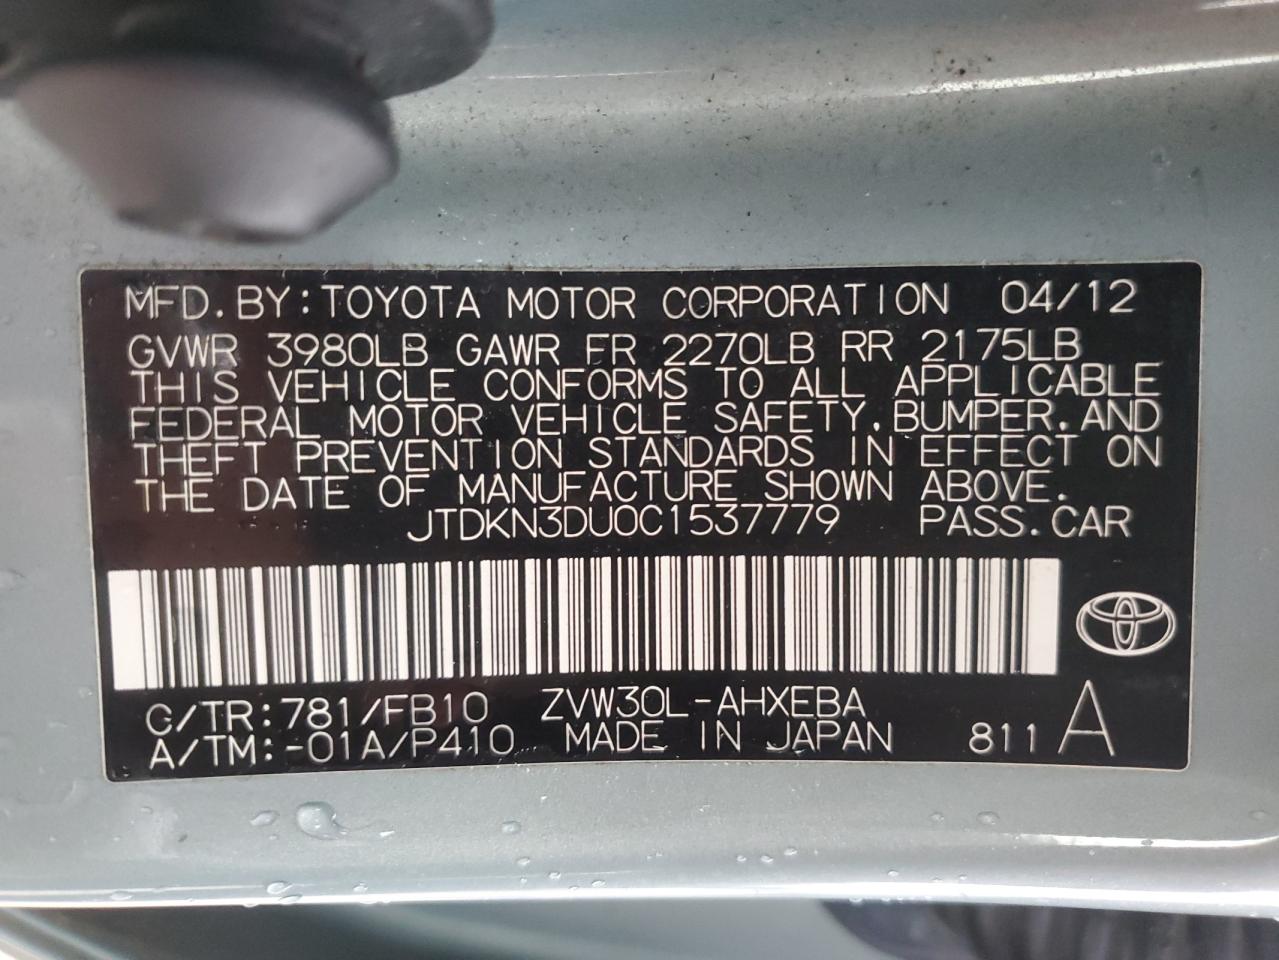 MFD. BY: TOYOTA MOTOR CORPORATION 04/12
GVWR 3980LB GAWR FR 2270LB RR 2175LB
THIS VEHICLE CONFORMS TO ALL APPLICABLE
FEDERAL MOTOR VEHICLE SAFETY, BUMPER, AND
THEFT PREVENTION STANDARDS IN EFFECT ON
THE DATE OF MANUFACTURE SHOWN ABOVE.
JTDKN3DU0C1537779 PASS. CAR
C/TR: 781/FB10 ZVW30L-AHXEBA
A/TM: -01A/P410 MADE IN JAPAN 811 A